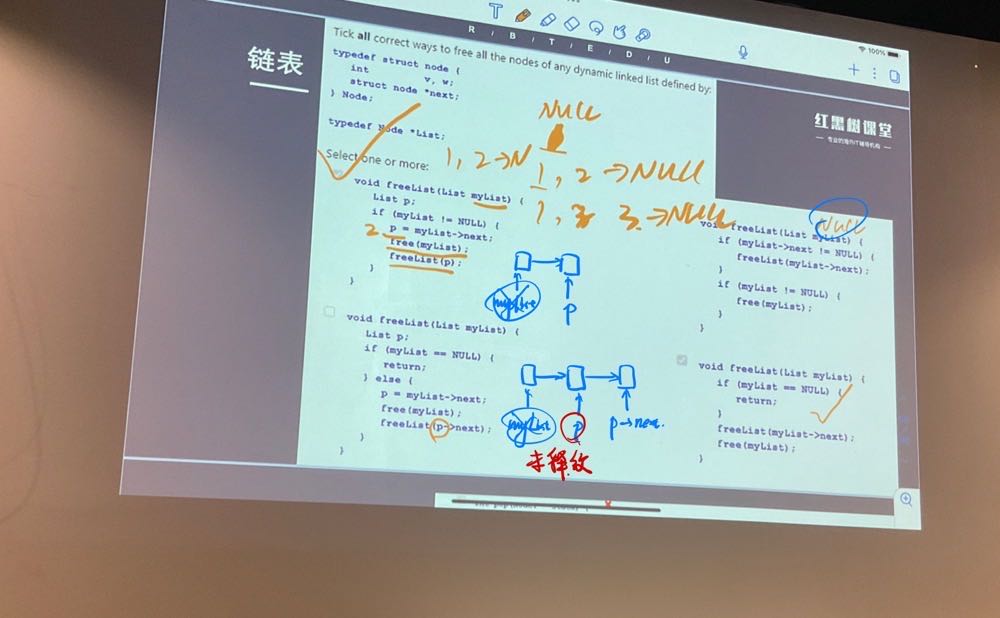 100%
R / B / T / E / D / U
链表
红黑树课堂
专业的海外IT辅导机构
Tick all correct ways to free all the nodes of any dynamic linked list defined by:
typedef struct node {
int v, w;
struct node *next;
} Node;
typedef Node *List;
Select one or more:
NULL
1, 2 → N
1, 2 → NULL
1, 2 3 → NULL
void freeList(List myList) {
List p;
if (myList != NULL) {
2
p = myList->next;
free(myList);
freeList(p);
}
}
myList
p
void freeList(List myList) {
List p;
if (myList == NULL) {
return;
} else {
p = myList->next;
free(myList);
freeList(p->next);
}
}
myList
p
p→next
未释放
NULL
void freeList(List myList) {
if (myList->next != NULL) {
freeList(myList->next);
}
if (myList != NULL) {
free(myList);
}
}
void freeList(List myList) {
if (myList == NULL) {
return;
}
freeList(myList->next);
free(myList);
}